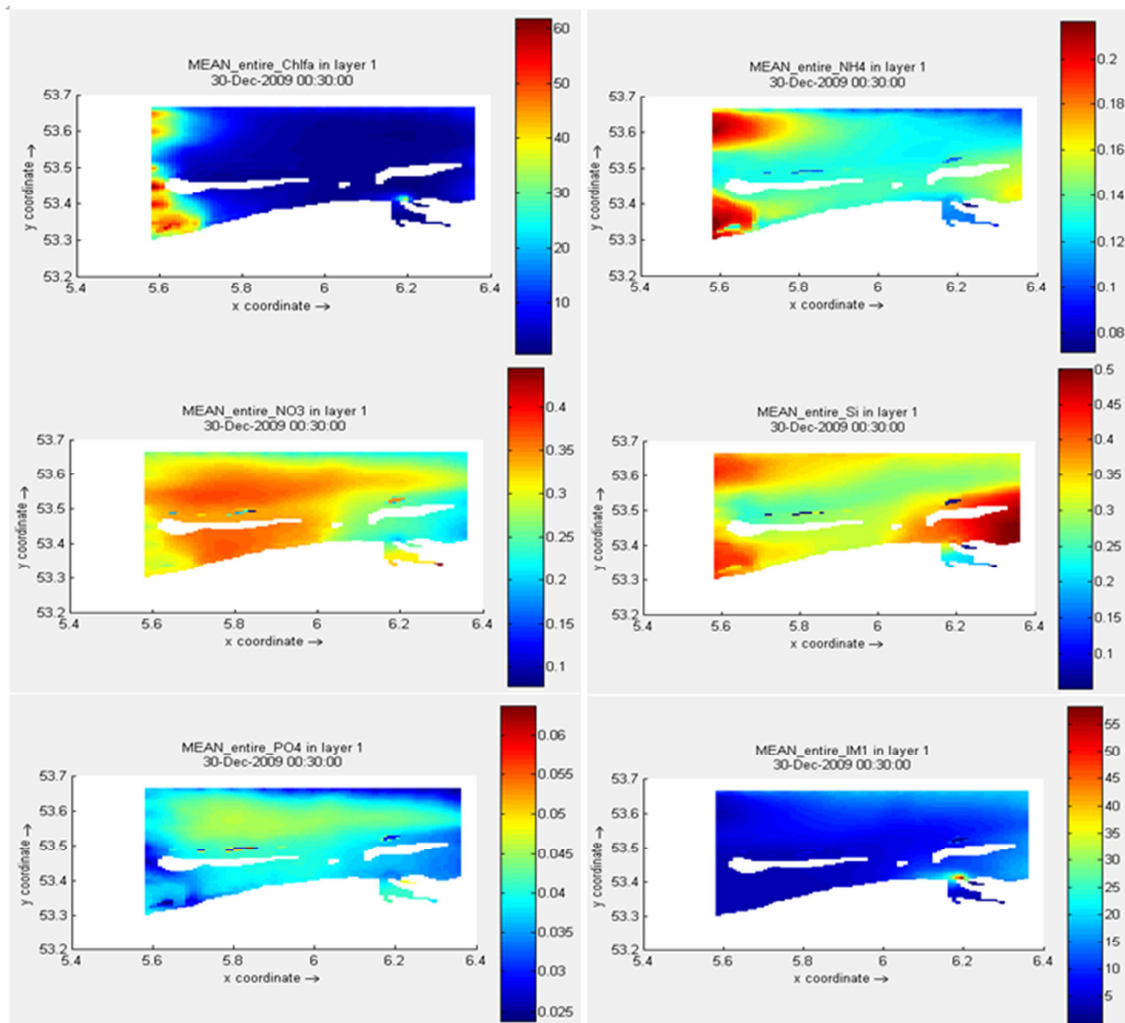 MEAN_entire_Chlfa in layer 1
30-Dec-2009 00:30:00
y coordinate →
53.7
53.6
53.5
53.4
53.3
53.2
5.4 5.6 5.8 6 6.2 6.4
x coordinate →
60
50
40
30
20
10
MEAN_entire_NH4 in layer 1
30-Dec-2009 00:30:00
y coordinate →
53.7
53.6
53.5
53.4
53.3
53.2
5.4 5.6 5.8 6 6.2 6.4
x coordinate →
0.2
0.18
0.16
0.14
0.12
0.1
0.08
MEAN_entire_NO3 in layer 1
30-Dec-2009 00:30:00
y coordinate →
53.7
53.6
53.5
53.4
53.3
53.2
5.4 5.6 5.8 6 6.2 6.4
x coordinate →
0.4
0.35
0.3
0.25
0.2
0.15
0.1
MEAN_entire_Si in layer 1
30-Dec-2009 00:30:00
y coordinate →
53.7
53.6
53.5
53.4
53.3
53.2
5.4 5.6 5.8 6 6.2 6.4
x coordinate →
0.5
0.45
0.4
0.35
0.3
0.25
0.2
0.15
0.1
MEAN_entire_PO4 in layer 1
30-Dec-2009 00:30:00
y coordinate →
53.7
53.6
53.5
53.4
53.3
53.2
5.4 5.6 5.8 6 6.2 6.4
x coordinate →
0.06
0.055
0.05
0.045
0.04
0.035
0.03
0.025
MEAN_entire_IM1 in layer 1
30-Dec-2009 00:30:00
y coordinate →
53.7
53.6
53.5
53.4
53.3
53.2
5.4 5.6 5.8 6 6.2 6.4
x coordinate →
55
50
45
40
35
30
25
20
15
10
5